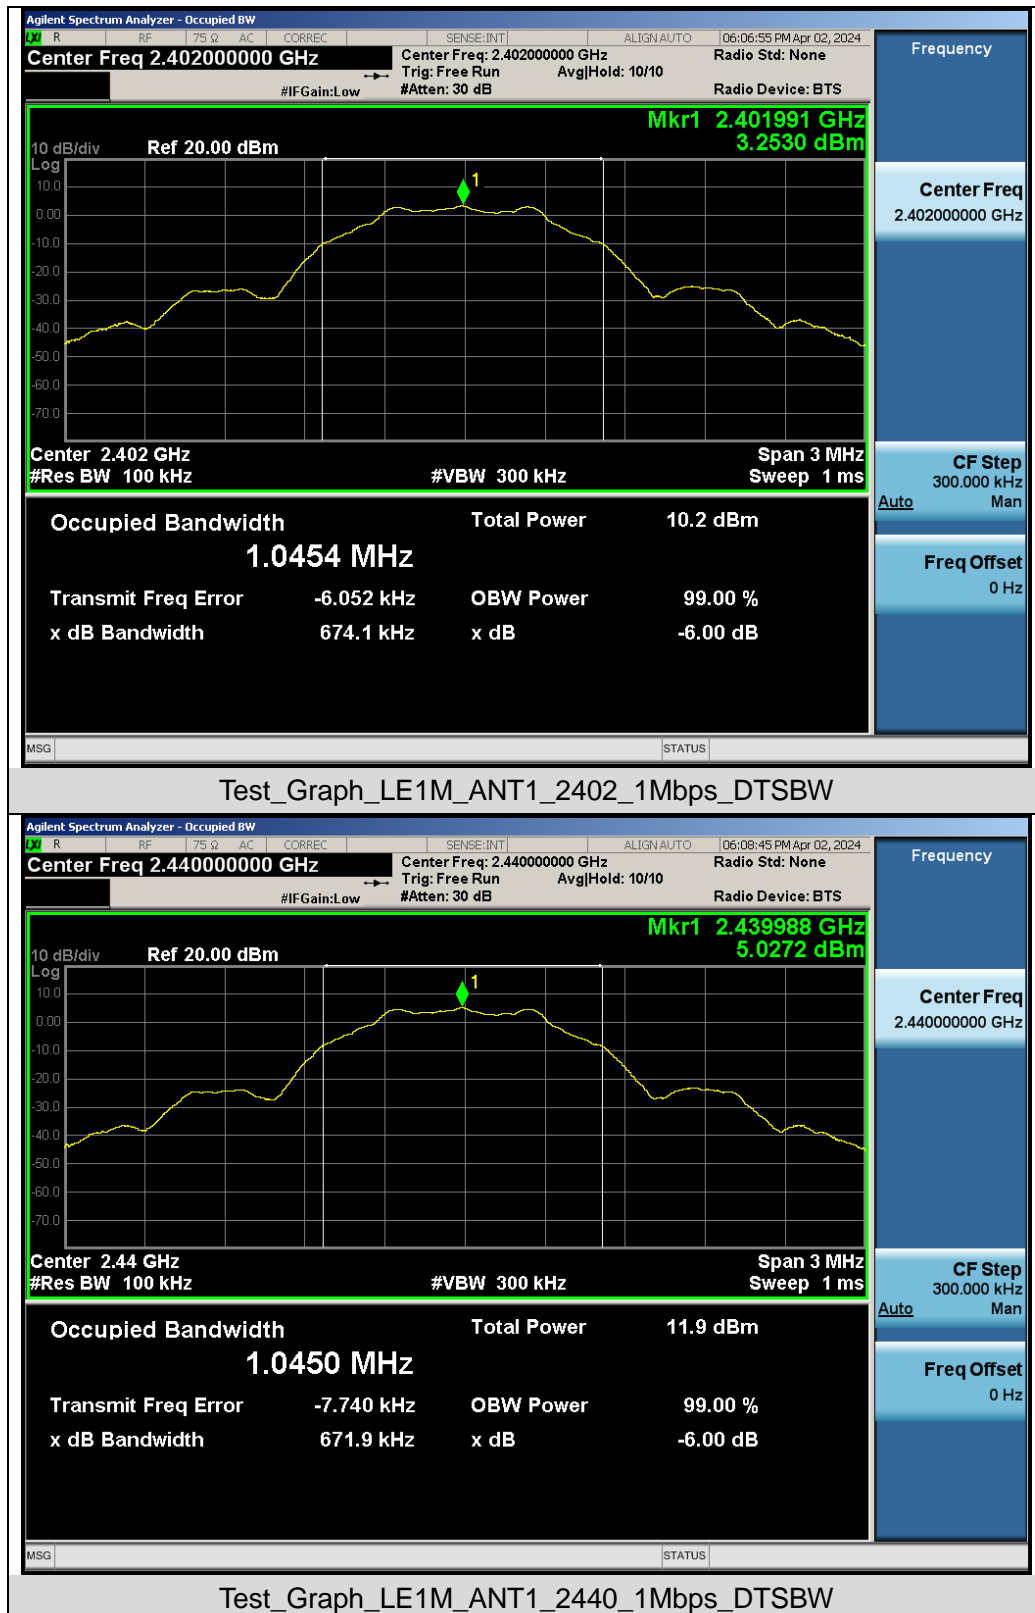 Agilent Spectrum Analyzer - Occupied BW
LXI R RF 75 Ω AC CORREC SENSE:INT ALIGN AUTO 06:06:55 PM Apr 02, 2024
Center Freq 2.402000000 GHz
Center Freq: 2.402000000 GHz
Radio Std: None
Trig: Free Run Avg|Hold: 10/10
#IFGain:Low
#Atten: 30 dB
Radio Device: BTS
Frequency
Mkr1 2.401991 GHz
3.2530 dBm
10 dB/div Ref 20.00 dBm
Log
1
10.0
0.00
-10.0
-20.0
-30.0
-40.0
-50.0
-60.0
-70.0
Center Freq
2.402000000 GHz
Center 2.402 GHz Span 3 MHz
#Res BW 100 kHz #VBW 300 kHz Sweep 1 ms
CF Step
300.000 kHz
Auto Man
Occupied Bandwidth Total Power 10.2 dBm
1.0454 MHz
Transmit Freq Error -6.052 kHz OBW Power 99.00 %
x dB Bandwidth 674.1 kHz x dB -6.00 dB
Freq Offset
0 Hz
MSG STATUS
Test_Graph_LE1M_ANT1_2402_1Mbps_DTSBW
Agilent Spectrum Analyzer - Occupied BW
LXI R RF 75 Ω AC CORREC SENSE:INT ALIGN AUTO 06:08:45 PM Apr 02, 2024
Center Freq 2.440000000 GHz
Center Freq: 2.440000000 GHz
Radio Std: None
Trig: Free Run Avg|Hold: 10/10
#IFGain:Low
#Atten: 30 dB
Radio Device: BTS
Frequency
Mkr1 2.439988 GHz
5.0272 dBm
10 dB/div Ref 20.00 dBm
Log
1
10.0
0.00
-10.0
-20.0
-30.0
-40.0
-50.0
-60.0
-70.0
Center Freq
2.440000000 GHz
Center 2.44 GHz Span 3 MHz
#Res BW 100 kHz #VBW 300 kHz Sweep 1 ms
CF Step
300.000 kHz
Auto Man
Occupied Bandwidth Total Power 11.9 dBm
1.0450 MHz
Transmit Freq Error -7.740 kHz OBW Power 99.00 %
x dB Bandwidth 671.9 kHz x dB -6.00 dB
Freq Offset
0 Hz
MSG STATUS
Test_Graph_LE1M_ANT1_2440_1Mbps_DTSBW